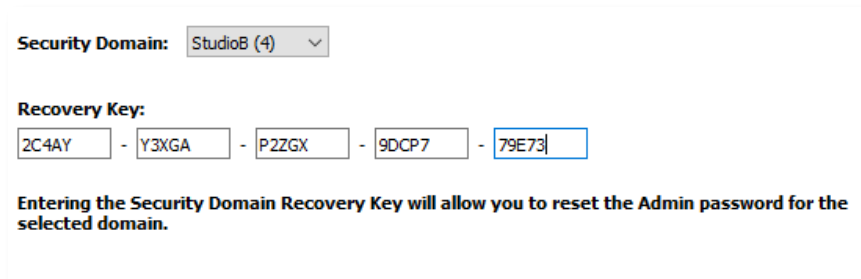 Security Domain: StudioB (4)
Recovery Key:
2C4AY - Y3XGA - P2ZGX - 9DCP7 - 79E73
Entering the Security Domain Recovery Key will allow you to reset the Admin password for the
selected domain.